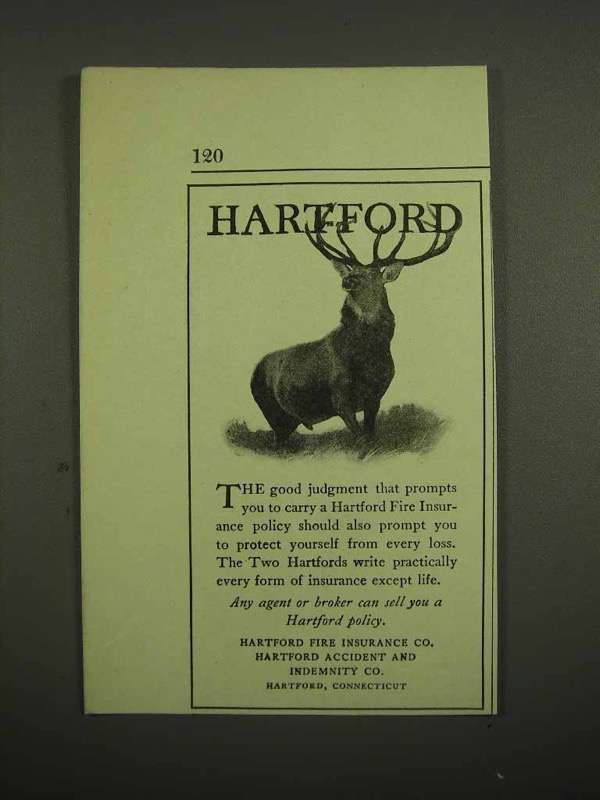 120
HARTFORD
THE good judgment that prompts
you to carry a Hartford Fire Insur-
ance policy should also prompt you
to protect yourself from every loss.
The Two Hartfords write practically
every form of insurance except life.
Any agent or broker can sell you a
Hartford policy.
HARTFORD FIRE INSURANCE CO.
HARTFORD ACCIDENT AND
INDEMNITY CO.
HARTFORD, CONNECTICUT